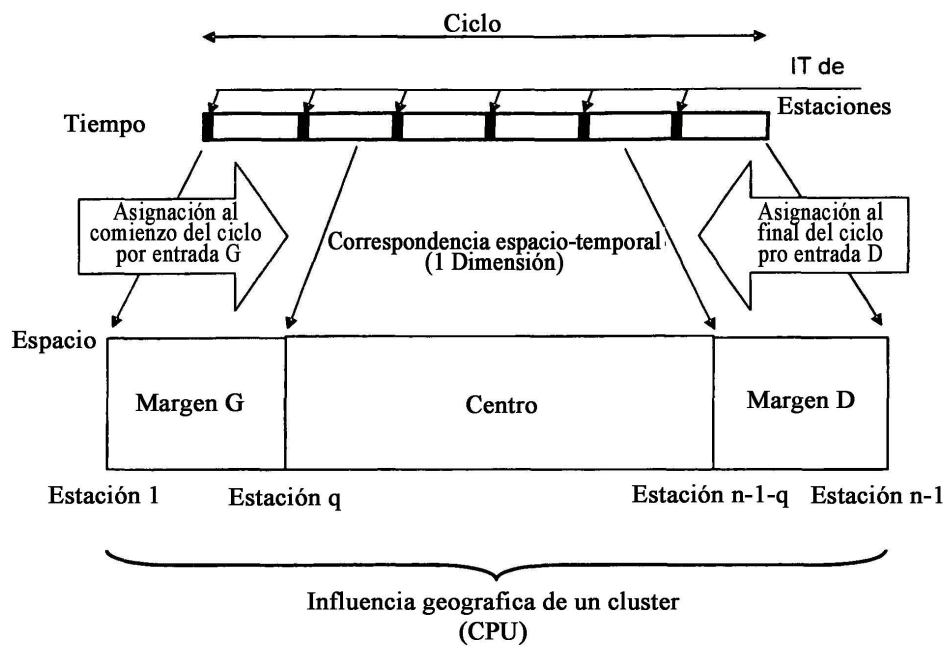 Ciclo
IT de
Estaciones
Tiempo
Asignación al
comienzo del ciclo
por entrada G
Correspondencia espacio-temporal
(1 Dimensión)
Asignación al
final del ciclo
pro entrada D
Espacio
Margen G
Centro
Margen D
Estación 1
Estación q
Estación n-1-q
Estación n-1
Influencia geografica de un cluster
(CPU)